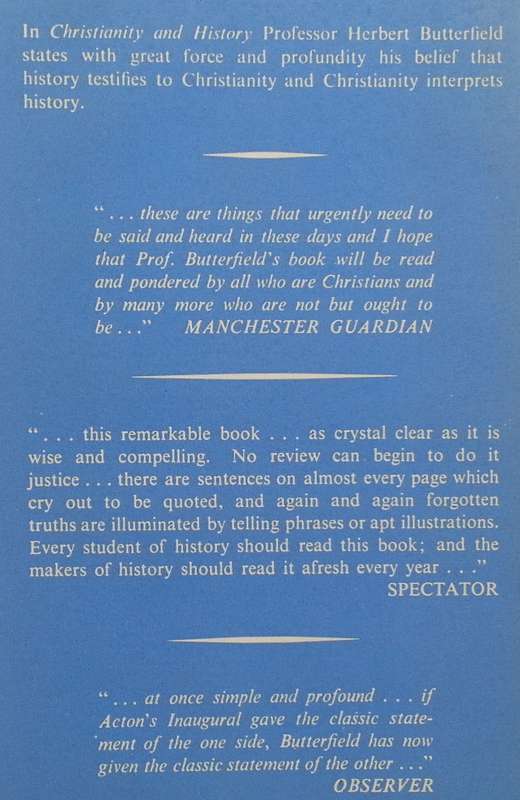 In Christianity and History Professor Herbert Butterfield
states with great force and profundity his belief that
history testifies to Christianity and Christianity interprets
history.
“ . . . these are things that urgently need to
be said and heard in these days and I hope
that Prof. Butterfield's book will be read
and pondered by all who are Christians and
by many more who are not but ought to
be . . .” MANCHESTER GUARDIAN
“ . . . this remarkable book . . . as crystal clear as it is
wise and compelling. No review can begin to do it
justice . . . there are sentences on almost every page which
cry out to be quoted, and again and again forgotten
truths are illuminated by telling phrases or apt illustrations.
Every student of history should read this book; and the
makers of history should read it afresh every year . . .”
SPECTATOR
“ . . . at once simple and profound . . . if
Acton's Inaugural gave the classic state-
ment of the one side, Butterfield has now
given the classic statement of the other . . .”
OBSERVER